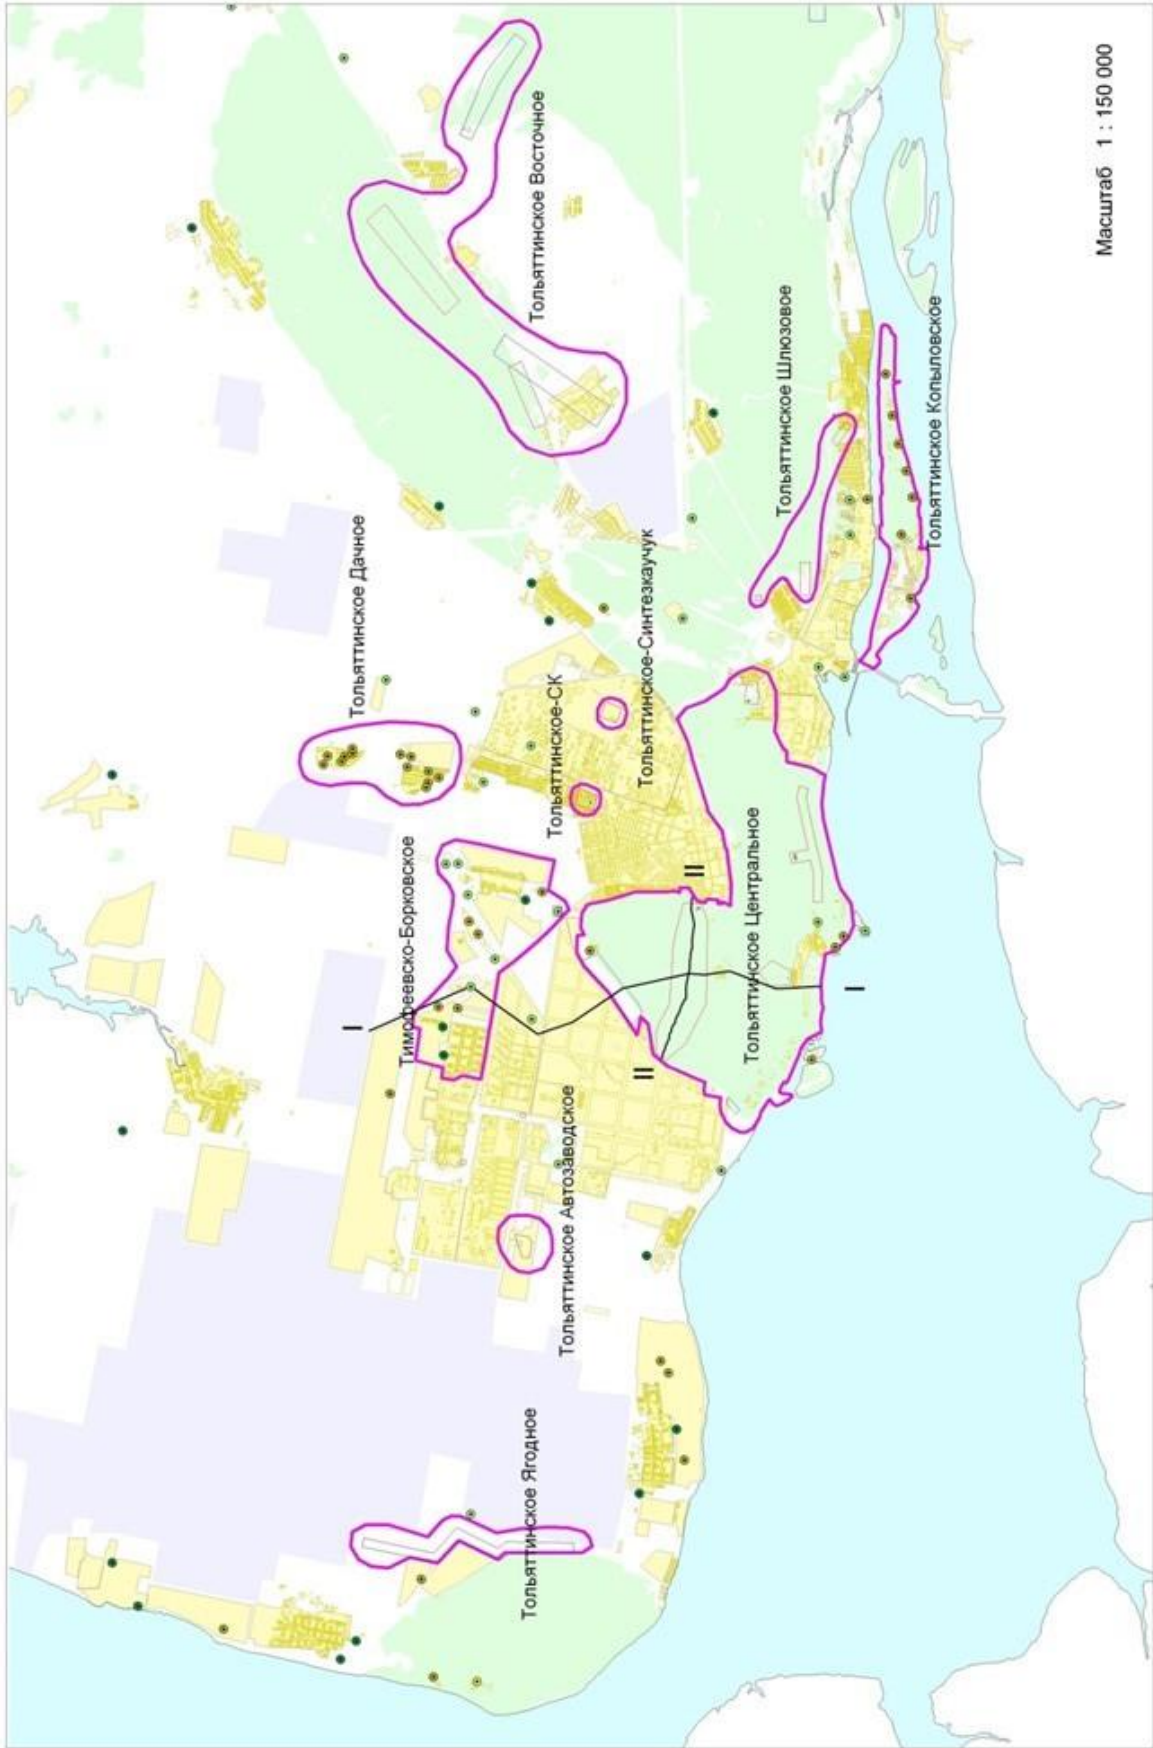 Масштаб 1 : 150 000
Тольяттинское Восточное
Тольяттинское Шлюзовое
Тольяттинское Копыловское
Тольяттинское Дачное
Тольяттинское-Синтезкаучук
Тольяттинское-СК
Тимофеевско-Борковское
Тольяттинское Центральное
II
II
I
I
Тольяттинское Автозаводское
Тольяттинское Ягодное